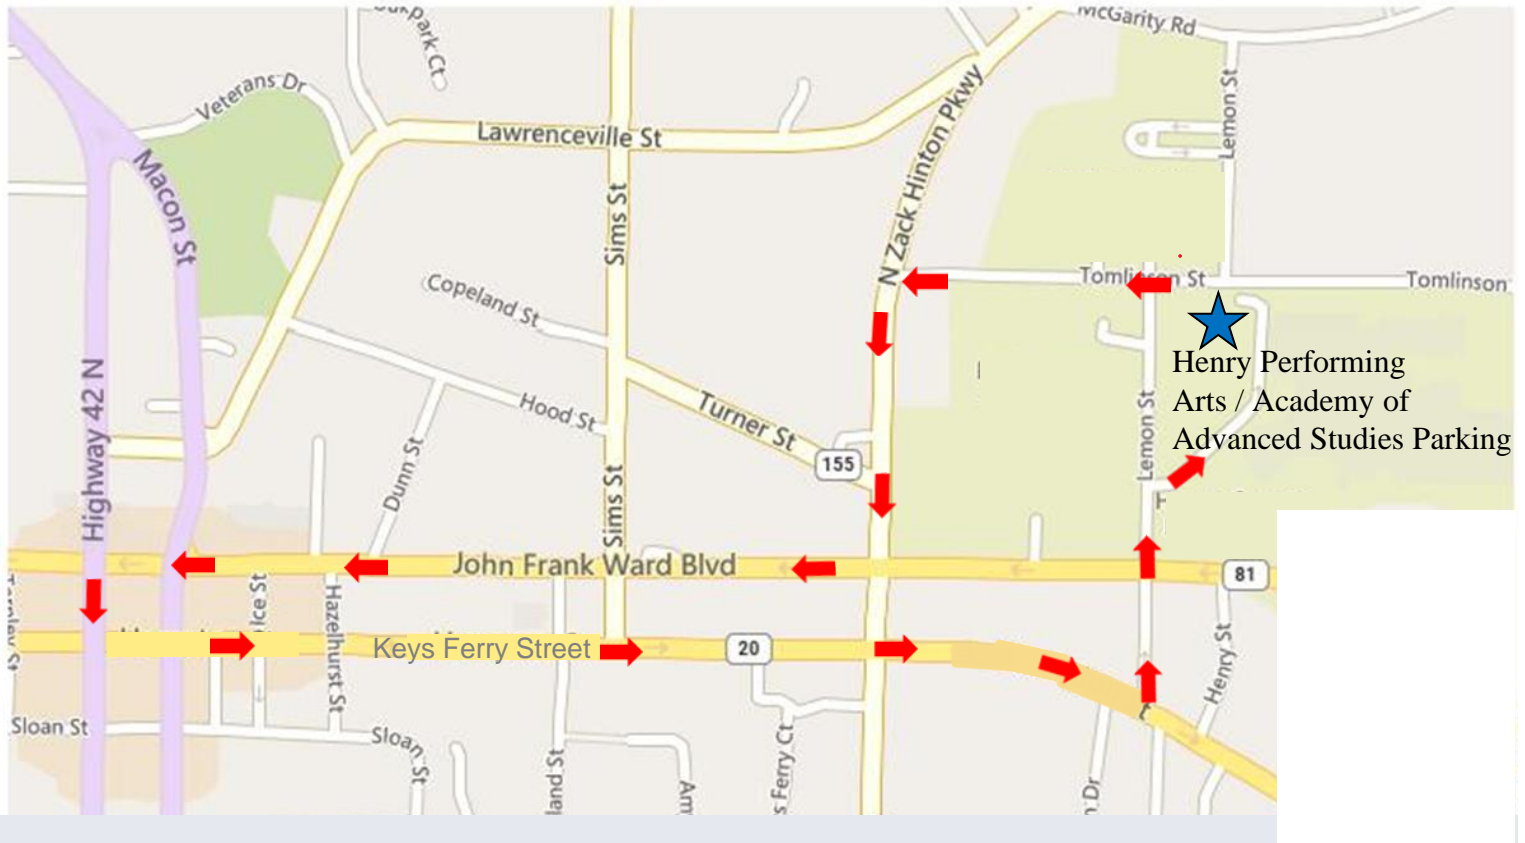 McGarity Rd
Oakpark Ct
Veterans Dr
Lawrenceville St
Lemon St
N Zack Hinton Pkwy
Macon St
Sims St
Tomlinson St
Tomlinson
Copeland St
Henry Performing
Arts / Academy of
Advanced Studies Parking
Highway 42 N
Hood St
Turner St
Lemon St
Dunn St
155
Sims St
John Frank Ward Blvd
81
Hazelhurst St
Keys Ferry Street
20
Henry St
Sloan St
Sloan St
land St
s Ferry Ct
n Dr